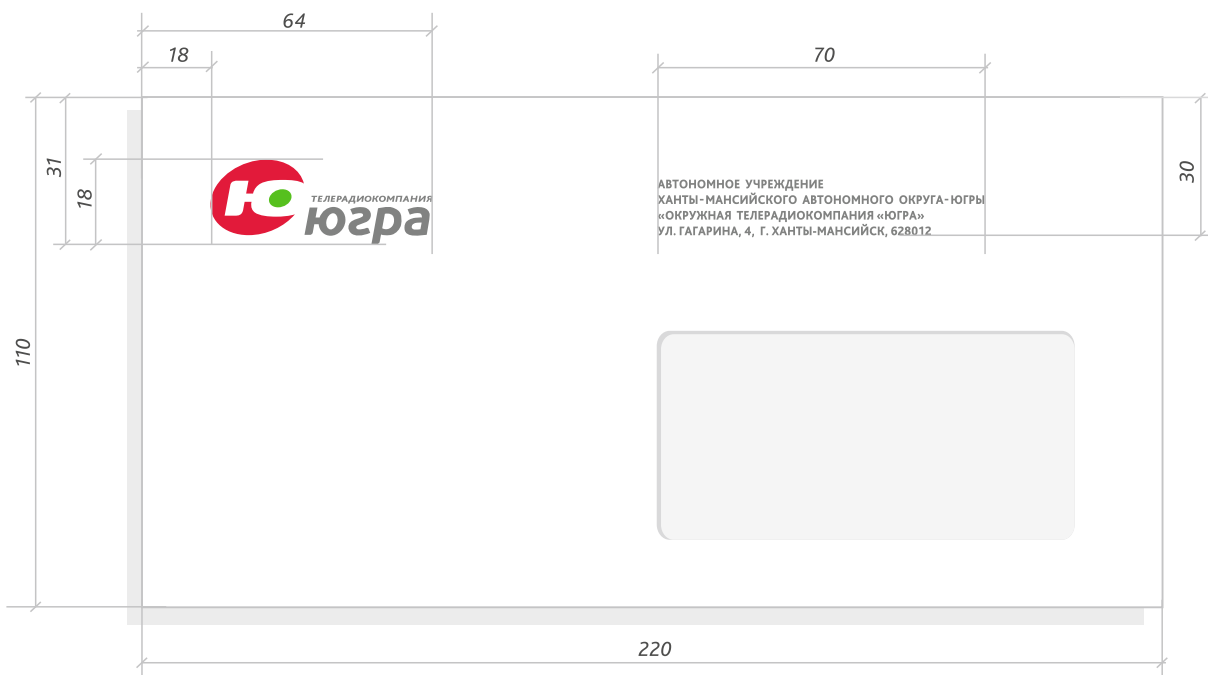 64
18
70
31
18
30
Ю
ТЕЛЕРАДИОКОМПАНИЯ
югра
АВТОНОМНОЕ УЧРЕЖДЕНИЕ
ХАНТЫ-МАНСИЙСКОГО АВТОНОМНОГО ОКРУГА-ЮГРЫ
«ОКРУЖНАЯ ТЕЛЕРАДИОКОМПАНИЯ «ЮГРА»
УЛ. ГАГАРИНА, 4, Г. ХАНТЫ-МАНСИЙСК, 628012
110
220